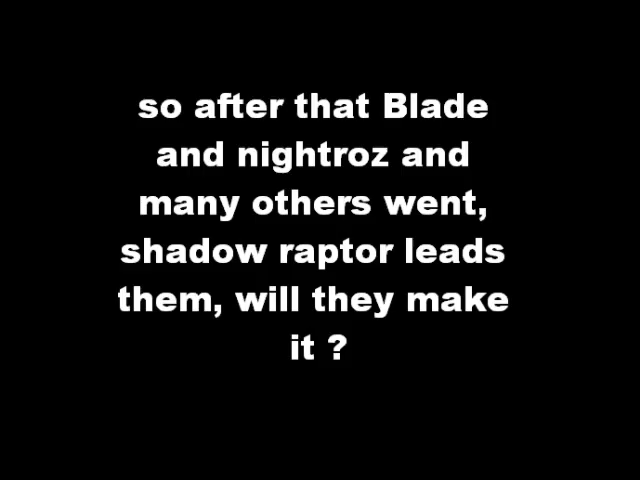 so after that Blade
and nightroz and
many others went,
shadow raptor leads
them, will they make
it ?